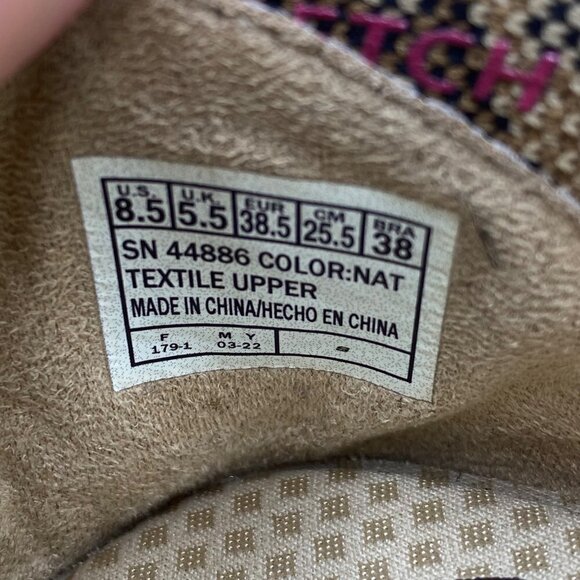 ETCH
U.S. U.K. EUR CM BRA
8.5 5.5 38.5 25.5 38
SN 44886 COLOR:NAT
TEXTILE UPPER
MADE IN CHINA/HECHO EN CHINA
F M Y
179-1 03-22